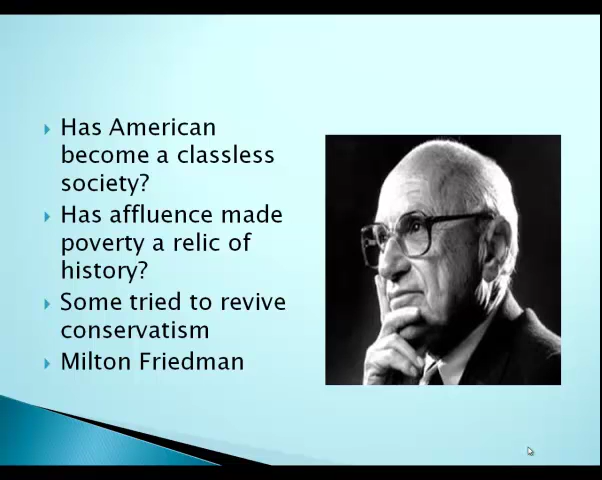 Has American
become a classless
society?
Has affluence made
poverty a relic of
history?
Some tried to revive
conservatism
Milton Friedman